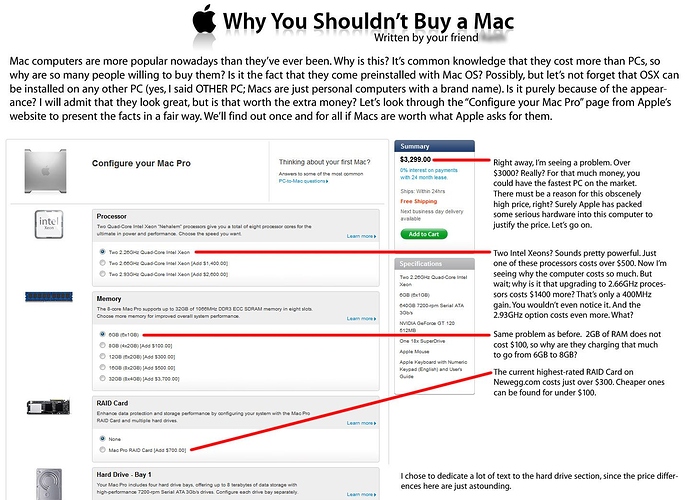 Why You Shouldn't Buy a Mac
Written by your friend
Mac computers are more popular nowadays than they've ever been. Why is this? It's common knowledge that they cost more than PCs, so
why are so many people willing to buy them? Is it the fact that they come preinstalled with Mac OS? Possibly, but let's not forget that OSX can
be installed on any other PC (yes, I said OTHER PC; Macs are just personal computers with a brand name). Is it purely because of the appear-
ance? I will admit that they look great, but is that worth the extra money? Let's look through the "Configure your Mac Pro" page from Apple's
website to present the facts in a fair way. We'll find out once and for all if Macs are worth what Apple asks for them.
Configure your Mac Pro
Thinking about your first Mac?
Answers to some of the most common
PC-to-Mac questions
Summary
$3,299.00
0% interest on payments
with 24 month lease.
Ships: Within 24hrs
Free Shipping
Next business day delivery
available
Add to Cart
Right away, I'm seeing a problem. Over
$3000? Really? For that much money, you
could have the fastest PC on the market.
There must be a reason for this obscenely
high price, right? Surely Apple has packed
some serious hardware into this computer to
justify the price. Let's go on.
intel
Xeon
Processor
Two Quad-Core Intel Xeon "Nehalem" processors give you a total of eight processor cores for the
ultimate in power and performance. Choose the speed you want.
Learn more
Two 2.26GHz Quad-Core Intel Xeon
Two 2.66GHz Quad-Core Intel Xeon [Add $1,400.00]
Two 2.93GHz Quad-Core Intel Xeon [Add $2,600.00]
Specifications
Two 2.26GHz Quad-Core Intel
Xeon
6GB (6x1GB)
640GB 7200-rpm Serial ATA
3Gb/s
NVIDIA GeForce GT 120
512MB
One 18x SuperDrive
Apple Mouse
Apple Keyboard with Numeric
Keypad (English) and User's
Guide
Two Intel Xeons? Sounds pretty powerful. Just
one of these processors costs over $500. Now I'm
seeing why the computer costs so much. But
wait; why is it that upgrading to 2.66GHz proces-
sors costs $1400 more? That's only a 400MHz
gain. You wouldn't even notice it. And the
2.93GHz option costs even more. What?
Memory
The 8-core Mac Pro supports up to 32GB of 1066MHz DDR3 ECC SDRAM memory in eight slots.
Choose more memory for improved overall system performance.
Learn more
6GB (6x1GB)
8GB (4x2GB) [Add $100.00]
12GB (6x2GB) [Add $300.00]
16GB (8x2GB) [Add $500.00]
32GB (8x4GB) [Add $3,700.00]
Same problem as before. 2GB of RAM does not
cost $100, so why are they charging that much
to go from 6GB to 8GB?
The current highest-rated RAID Card on
Newegg.com costs just over $300. Cheaper ones
can be found for under $100.
RAID Card
Enhance data protection and storage performance by configuring your system with the Mac Pro
RAID Card and multiple hard drives.
Learn more
None
Mac Pro RAID Card [Add $700.00]
Hard Drive - Bay 1
Your Mac Pro includes four hard drive bays, offering up to 8 terabytes of data storage with
high-performance 7200-rpm Serial ATA 3Gb/s drives. Configure each drive bay separately.
Learn more
I chose to dedicate a lot of text to the hard drive section, since the price differ-
ences here are just astounding.